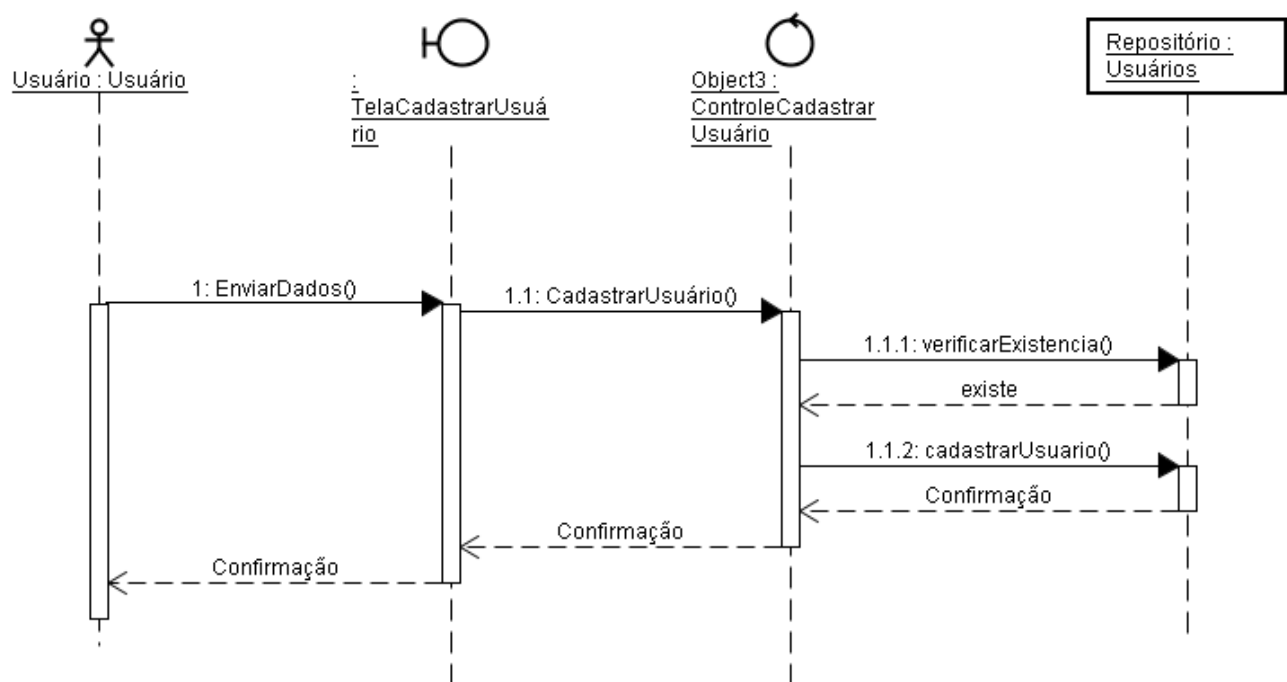 Usuário : Usuário
:
TelaCadastrarUsuá
rio
Object3 :
ControleCadastrar
Usuário
Repositório :
Usuários
1: EnviarDados()
1.1: CadastrarUsuário()
1.1.1: verificarExistencia()
existe
1.1.2: cadastrarUsuario()
Confirmação
Confirmação
Confirmação